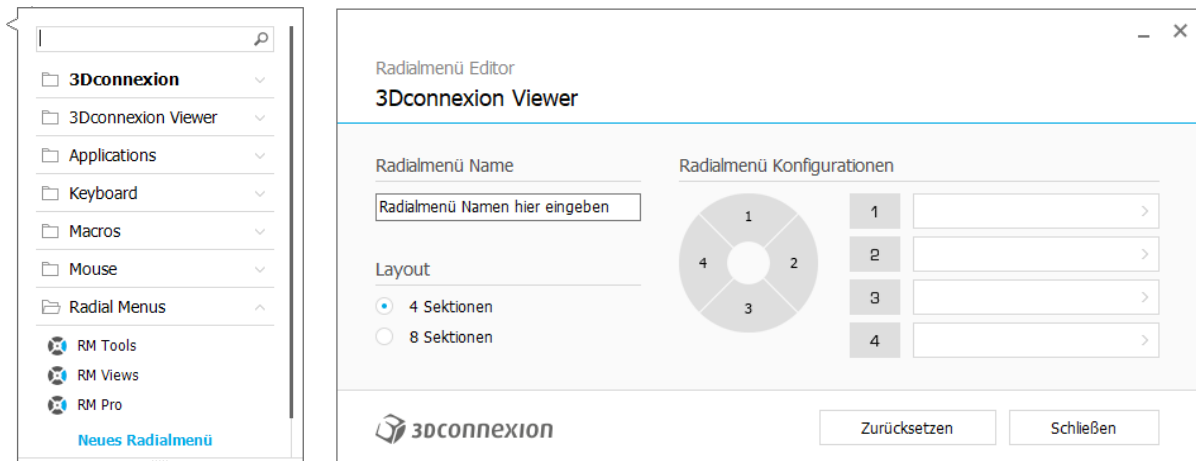 3Dconnexion
3Dconnexion Viewer
Applications
Keyboard
Macros
Mouse
Radial Menus
RM Tools
RM Views
RM Pro
Neues Radialmenü
Radialmenü Editor
3Dconnexion Viewer
Radialmenü Name
Radialmenü Namen hier eingeben
Layout
4 Sektionen
8 Sektionen
Radialmenü Konfigurationen
1
4 2
3
1
2
3
4
3Dconnexion
Zurücksetzen Schließen